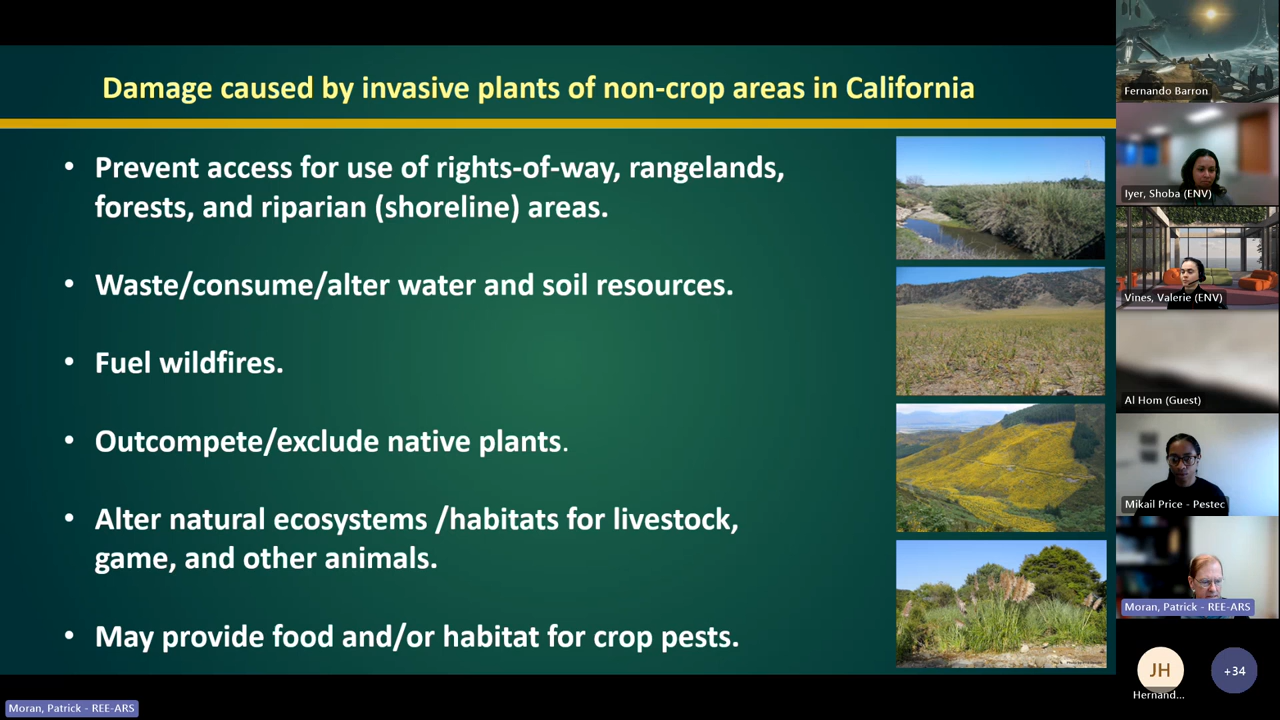 Damage caused by invasive plants of non-crop areas in California
• Prevent access for use of rights-of-way, rangelands,
forests, and riparian (shoreline) areas.
• Waste/consume/alter water and soil resources.
• Fuel wildfires.
• Outcompete/exclude native plants.
• Alter natural ecosystems /habitats for livestock,
game, and other animals.
• May provide food and/or habitat for crop pests.
Fernando Barron
Iyer, Shoba (ENV)
Vines, Valerie (ENV)
Al Hom (Guest)
Mikail Price - Pestec
Moran, Patrick - REE-ARS
JH
Hernand...
+34
Moran, Patrick - REE-ARS